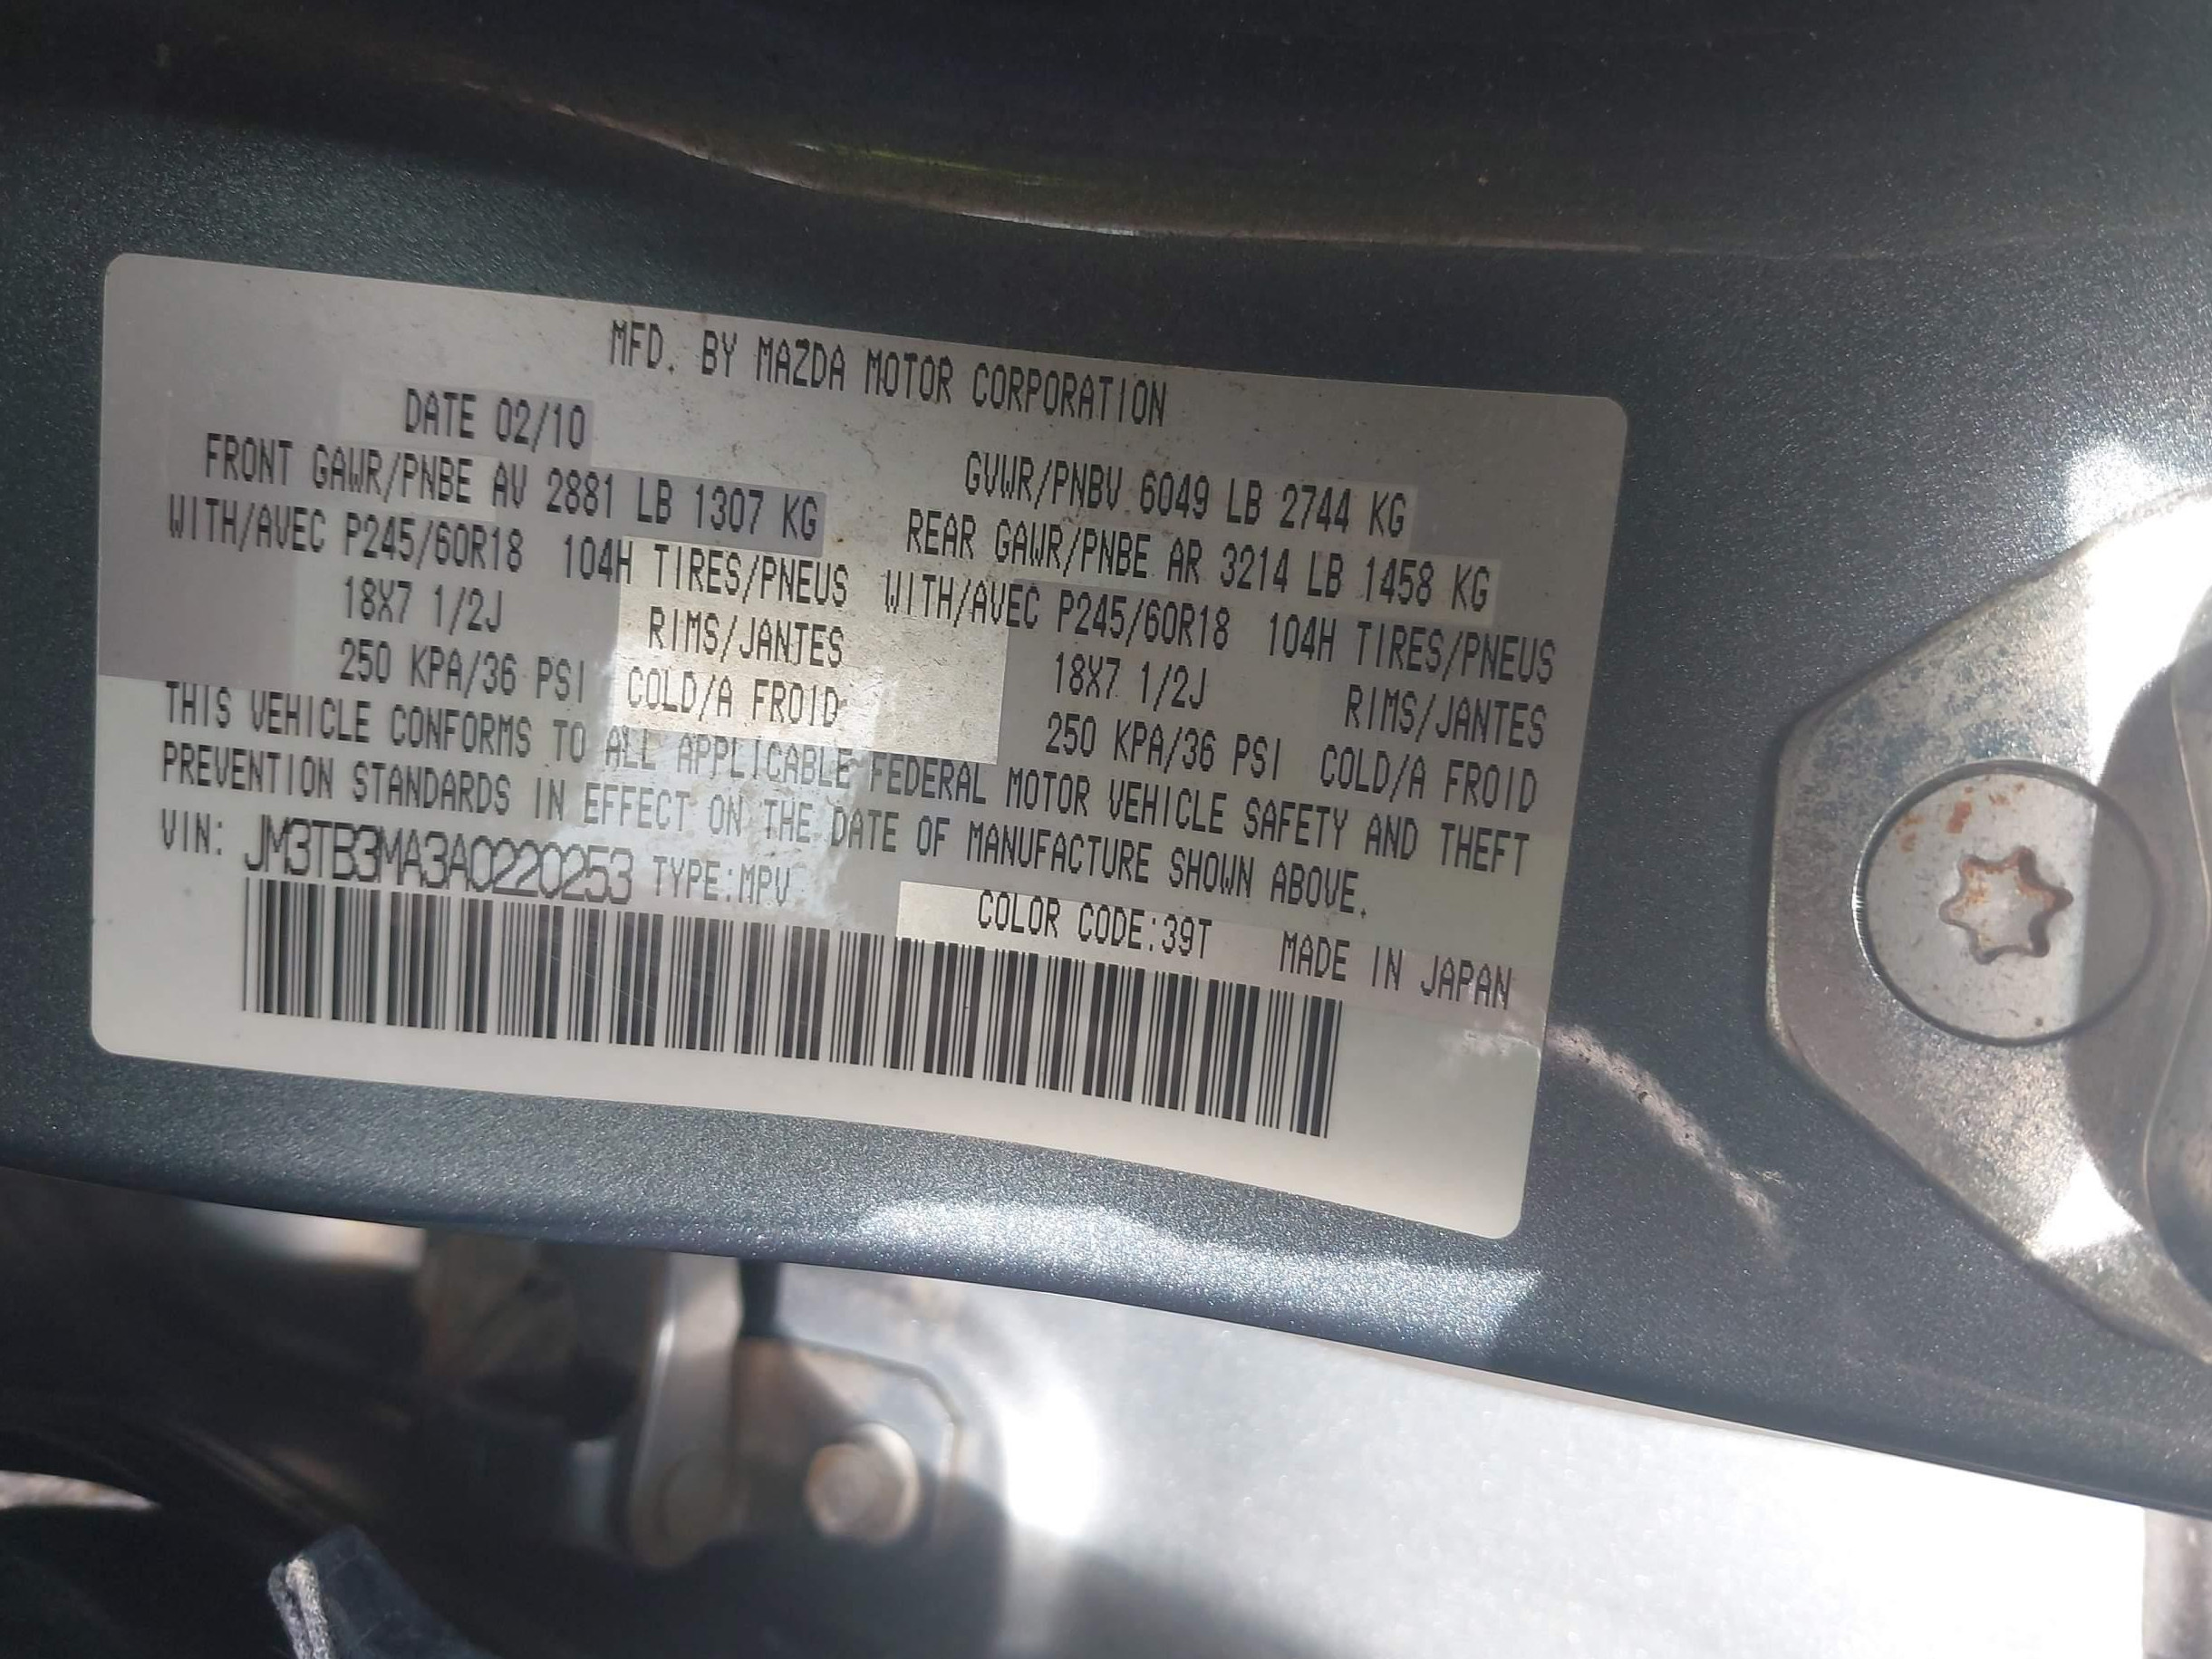 MFD. BY MAZDA MOTOR CORPORATION
DATE 02/10
GVWR/PNBV 6049 LB 2744 KG
FRONT GAWR/PNBE AV 2881 LB 1307 KG
REAR GAWR/PNBE AR 3214 LB 1458 KG
WITH/AVEC P245/60R18 104H TIRES/PNEUS
WITH/AVEC P245/60R18 104H TIRES/PNEUS
18X7 1/2J RIMS/JANTES
18X7 1/2J RIMS/JANTES
250 KPA/36 PSI COLD/A FROID
250 KPA/36 PSI COLD/A FROID
THIS VEHICLE CONFORMS TO ALL APPLICABLE FEDERAL MOTOR VEHICLE SAFETY AND THEFT
PREVENTION STANDARDS IN EFFECT ON THE DATE OF MANUFACTURE SHOWN ABOVE.
VIN: JM3TB3MA3A0220253 TYPE:MPV
COLOR CODE:39T MADE IN JAPAN